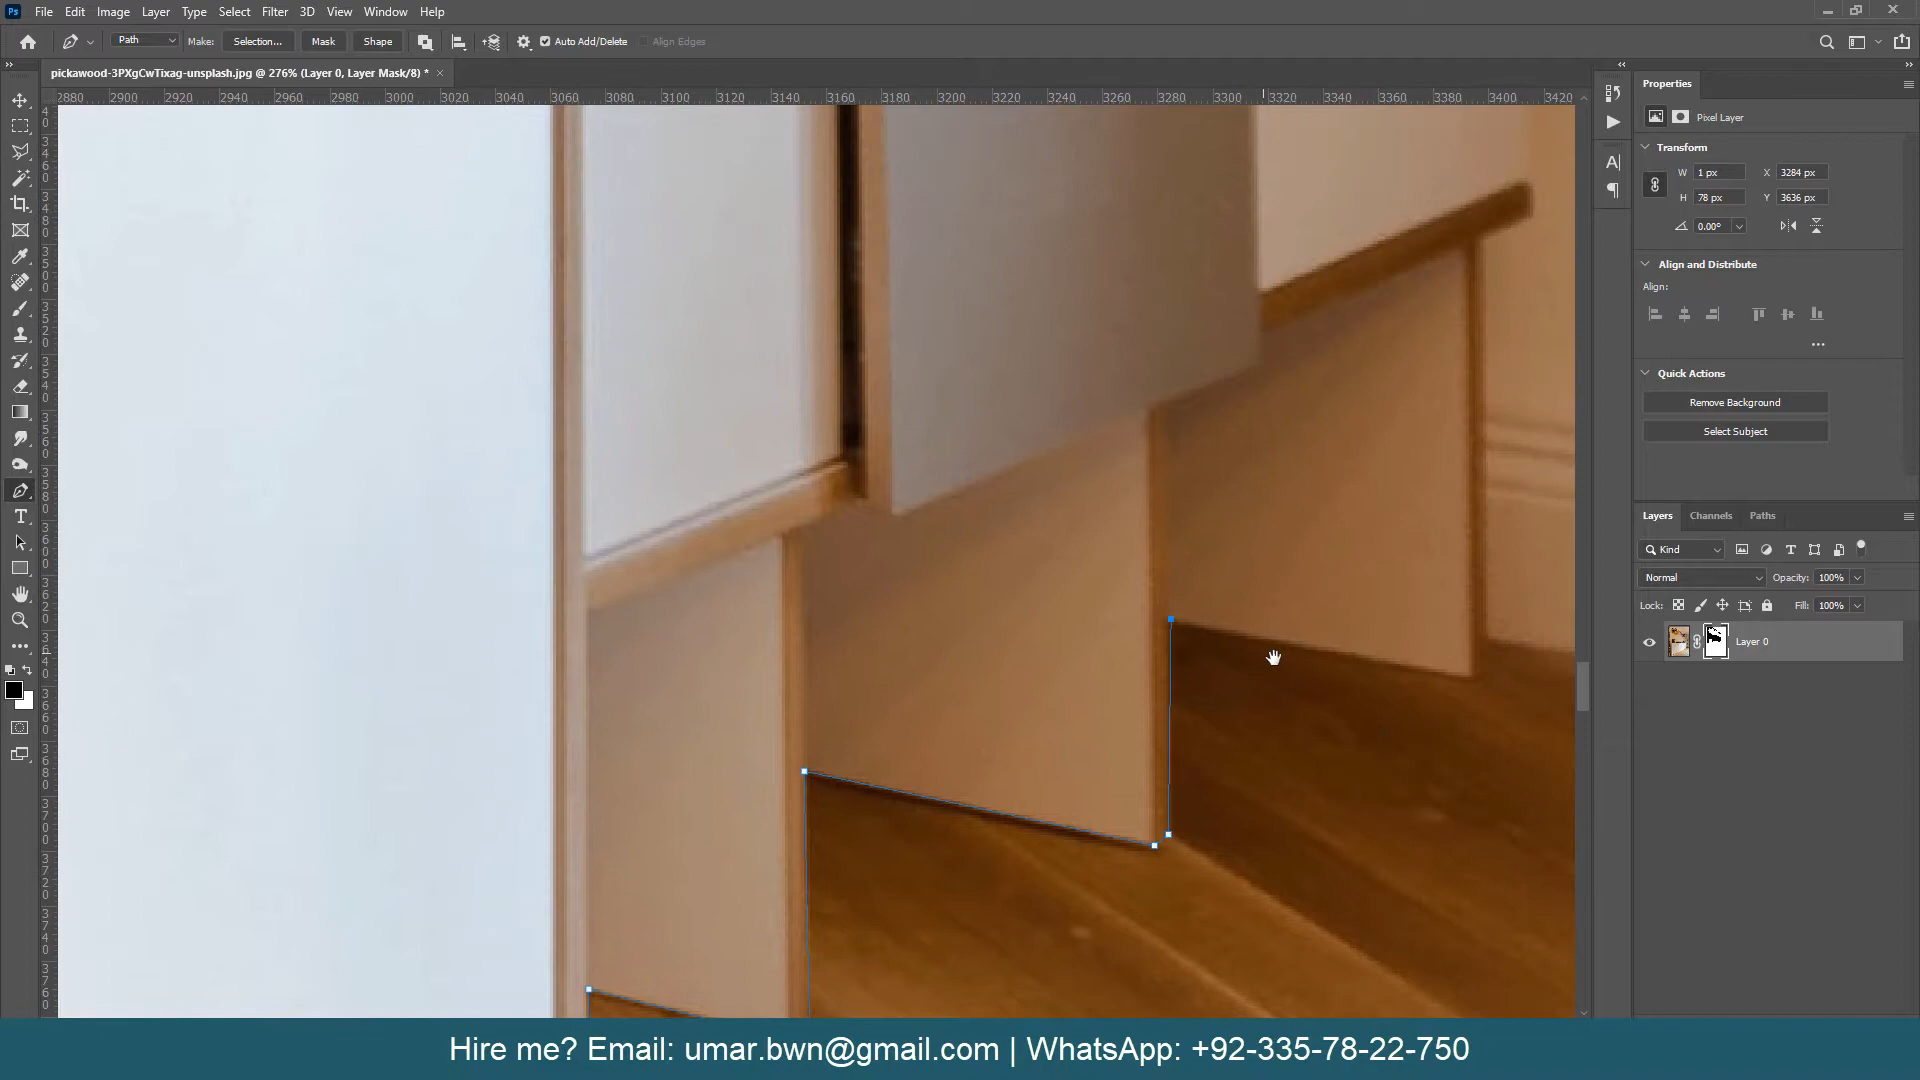 Ps File Edit Image Layer Type Select Filter 3D View Window Help
Path Make: Selection... Mask Shape Auto Add/Delete Align Edges
pickawood-3PXgCwTixag-unsplash.jpg @ 276% (Layer 0, Layer Mask/8) *
2880 2900 2920 2940 2960 2980 3000 3020 3040 3060 3080 3100 3120 3140 3160 3180 3200 3220 3240 3260 3280 3300 3320 3340 3360 3380 3400 3420
Properties
Pixel Layer
Transform
W 1 px X 3284 px
H 78 px Y 3636 px
0.00°
Align and Distribute
Align:
Quick Actions
Remove Background
Select Subject
Layers Channels Paths
Kind
Normal Opacity: 100%
Lock: Fill: 100%
Layer 0
Hire me? Email: umar.bwn@gmail.com | WhatsApp: +92-335-78-22-750